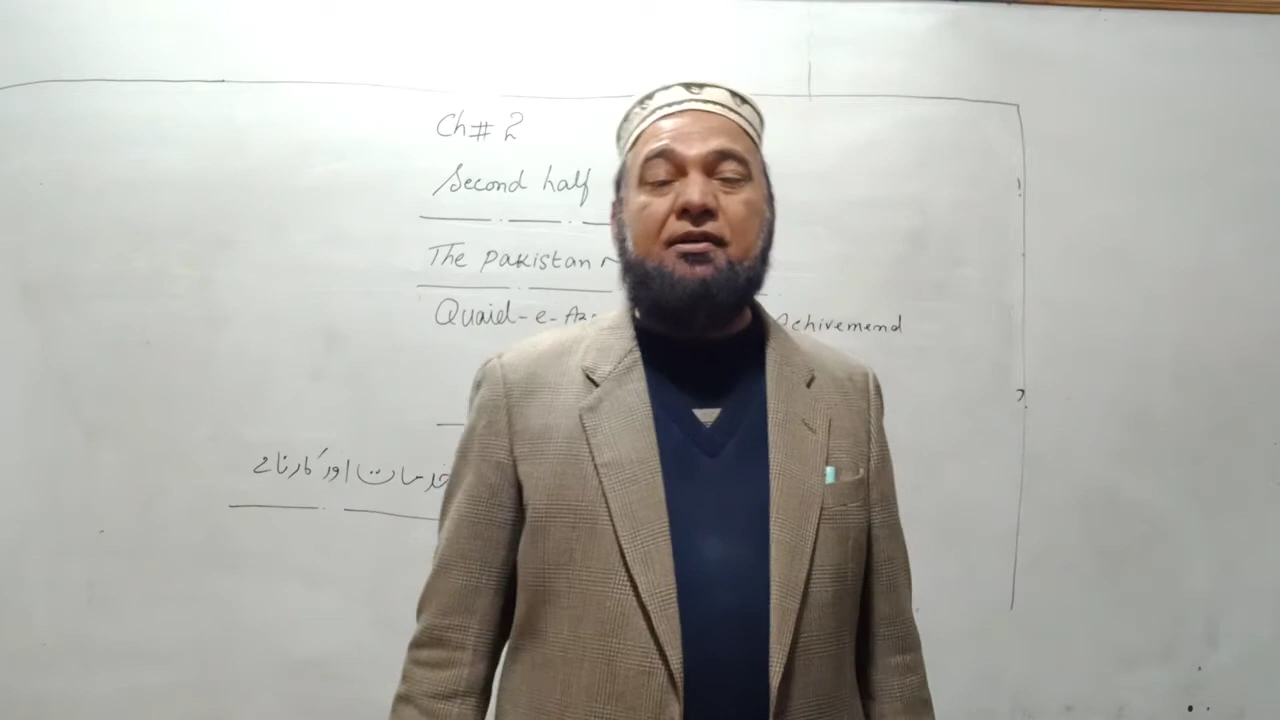 Ch # 2
Second half
The Pakistan
Quaid-e- Achivemend
خدمات اور کارنامے